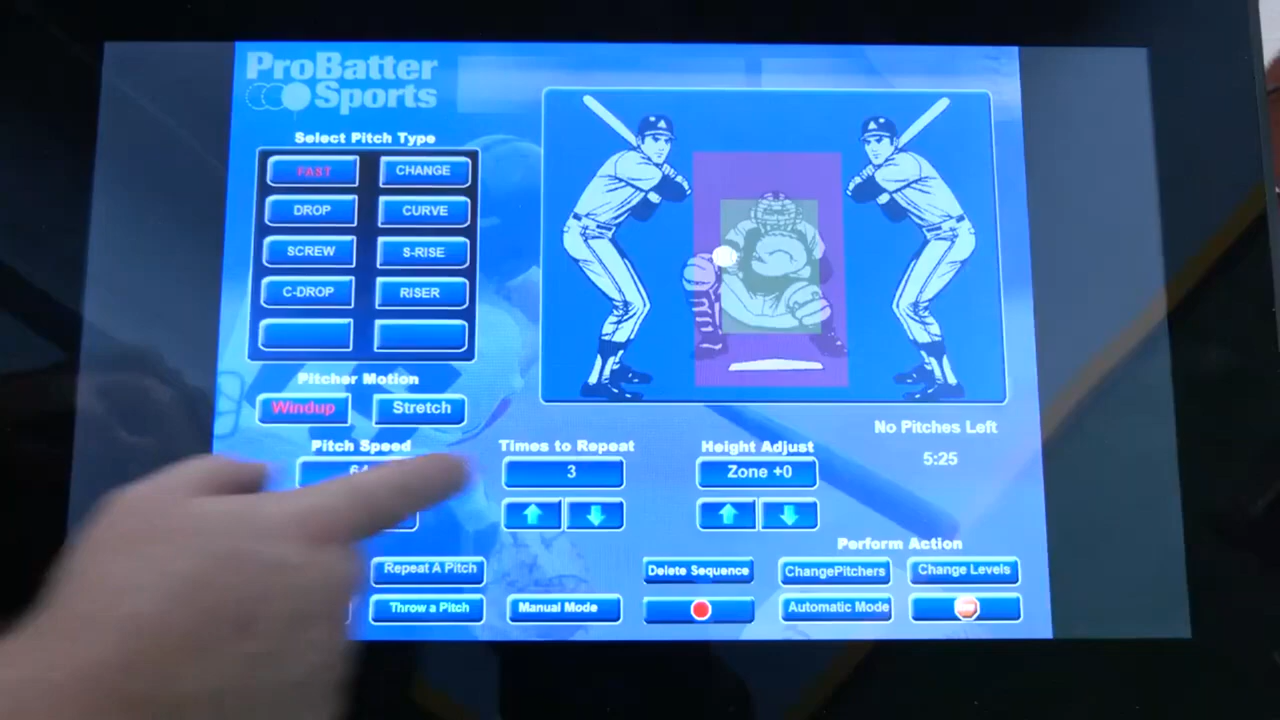 ProBatter
Sports
Select Pitch Type
FAST CHANGE
DROP CURVE
SCREW S-RISE
C-DROP RISER
Pitcher Motion
Windup Stretch
No Pitches Left
5:25
Pitch Speed Times to Repeat Height Adjust
64 3 Zone +0
Perform Action
Repeat A Pitch Delete Sequence ChangePitchers Change Levels
Throw a Pitch Manual Mode Automatic Mode